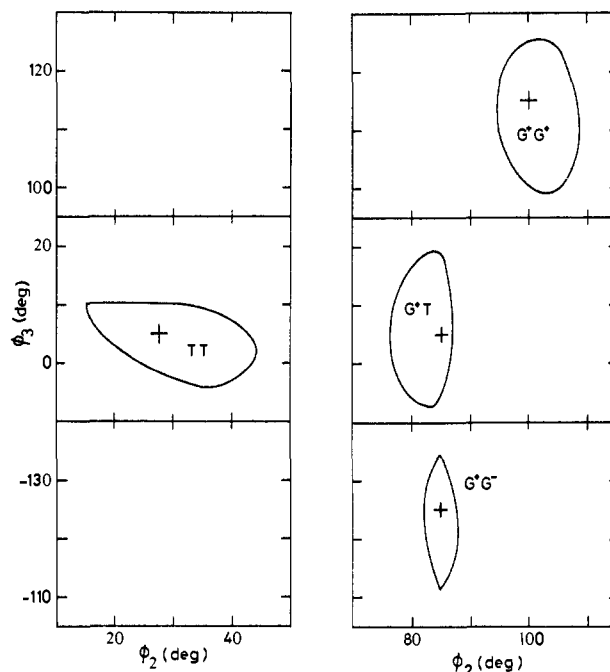 120
100
G⁺G⁺
20
0
φ₃ (deg)
TT
G⁺T
-130
-110
G⁺G⁻
20
40
80
100
φ₂ (deg)
φ₂ (deg)